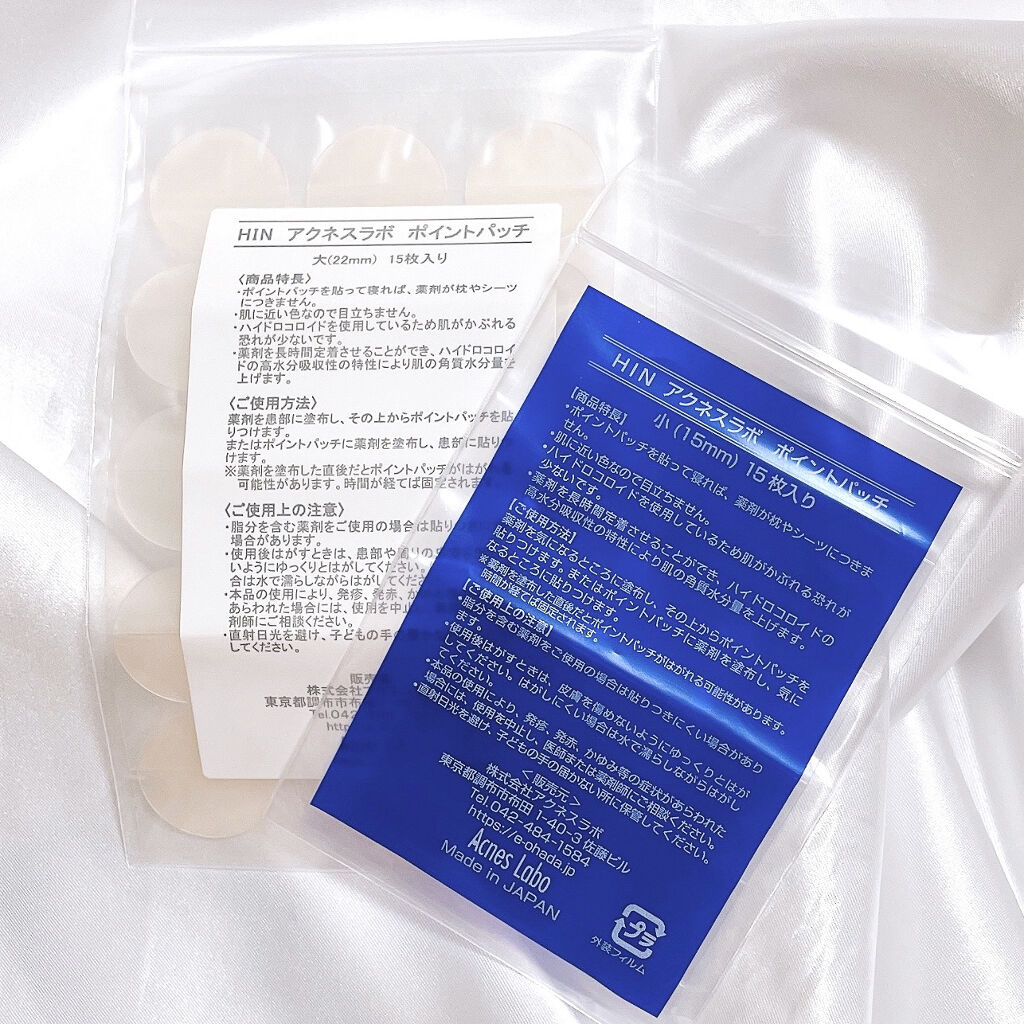 HIN アクネスラボ ポイントパッチ
大(22mm) 15枚入り
〈商品特長〉
・ポイントパッチを貼って寝れば、薬剤が枕やシーツ
につきません。
・肌に近い色なので目立ちません。
・ハイドロコロイドを使用しているため肌がかぶれる
恐れが少ないです。
・薬剤を長時間定着させることができ、ハイドロコロイ
ドの高水分吸収性の特性により肌の角質水分量を
上げます。
〈ご使用方法〉
薬剤を患部に塗布し、その上からポイントパッチを貼
りつけます。
またはポイントパッチに薬剤を塗布し、患部に貼りつ
けます。
※薬剤を塗布した直後だとポイントパッチがはがれる
可能性があります。時間が経てば固定されます
〈ご使用上の注意〉
・脂分を含む薬剤をご使用の場合は貼り
場合があります。
・使用後はがすときは、患部や周りの
いようにゆっくりとはがしてください。
合は水で濡らしながらはがしてくださ
・本品の使用により、発疹、発赤、か
あらわれた場合には、使用を中止し
剤師にご相談ください。
・直射日光を避け、子どもの手の
してください。
販売
株式会社ア
東京都調布市布
Tel.042
HIN アクネスラボ ポイントパッチ
小(15mm) 15枚入り
【商品特長】
・ポイントパッチを貼って寝れば、薬剤が枕やシーツにつきま
せん。
・肌に近い色なので目立ちません。
・ハイドロコロイドを使用しているため肌がかぶれる恐れが
少ないです。
・薬剤を長時間定着させることができ、ハイドロコロイドの
高水分吸収性の特性により肌の角質水分量を上げます。
【ご使用方法】
薬剤を気になるところに塗布し、その上からポイントパッチを
貼りつけます。またはポイントパッチに薬剤を塗布し、気に
なるところに貼りつけます。
※薬剤を塗布した直後だとポイントパッチがはがれる可能性があります。
時間が経てば固定されます。
【ご使用上の注意】
・脂分を含む薬剤をご使用の場合は貼りつきにくい場合があり
ます。
・使用後はがすときは、皮膚を傷めないようにゆっくりとはが
してください。はがしにくい場合は水で濡らしながらはがし
てください。
・本品の使用により、発疹、発赤、かゆみ等の症状があらわれた
場合には、使用を中止し、医師または薬剤師にご相談ください。
・直射日光を避け、子どもの手の届かない所に保管してください。
< 販売元 >
株式会社アクネスラボ
東京都調布市布田 1-40-3 佐藤ビル
Tel.042-484-1584
https://e-ohada.jp
Acnes Labo
Made in JAPAN
プラ
外装フィルム